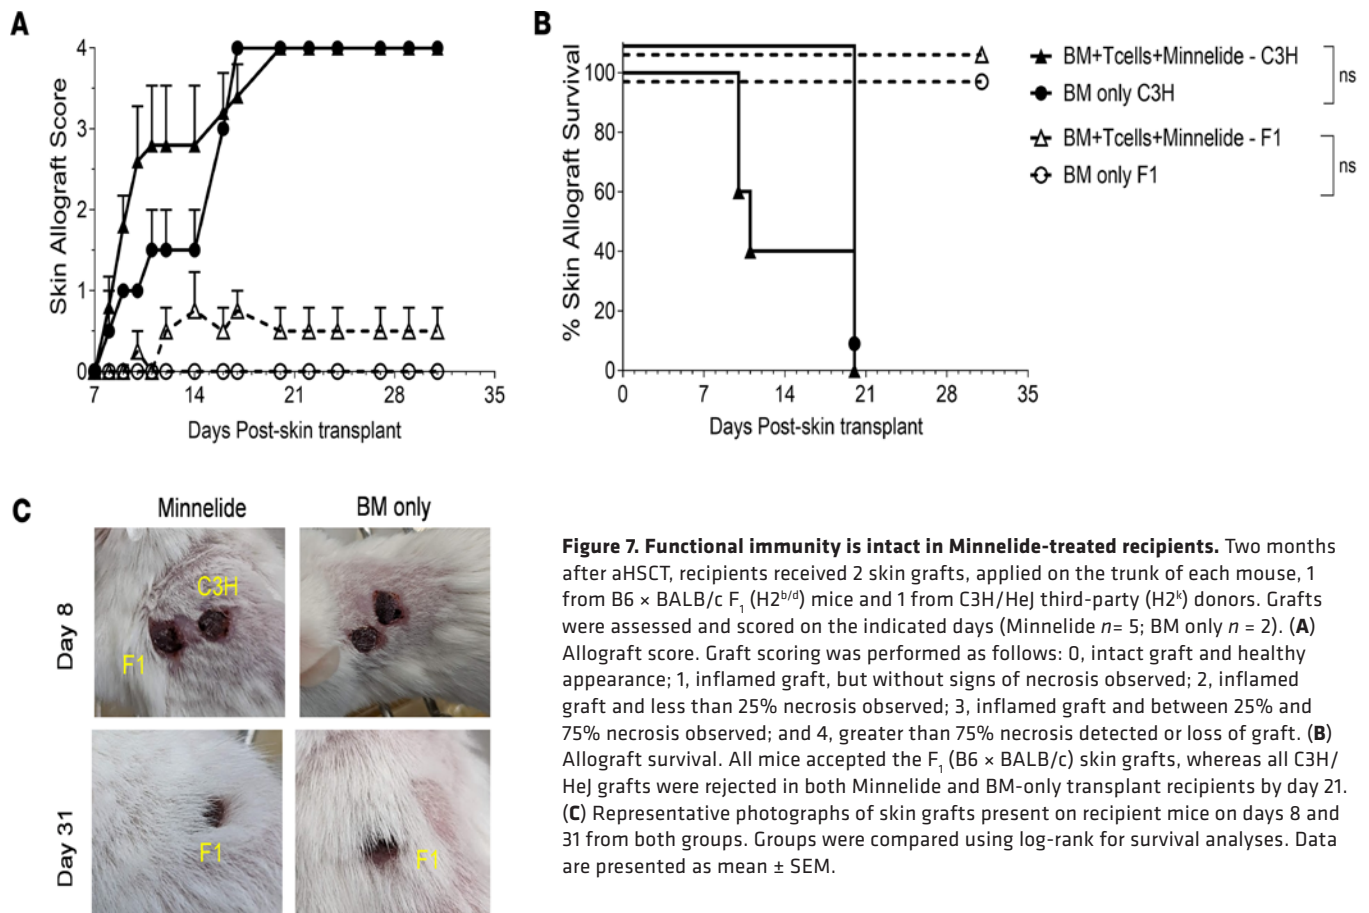 A
Skin Allograft Score
4
3
2
1
0
7
14
21
28
35
Days Post-skin transplant
B
% Skin Allograft Survival
100
80
60
40
20
0
0
7
14
21
28
35
Days Post-skin transplant
BM+Tcells+Minnelide - C3H
BM only C3H
ns
BM+Tcells+Minnelide - F1
BM only F1
ns
C
Minnelide
BM only
Day 8
C3H
F1
Day 31
F1
F1
Figure 7. Functional immunity is intact in Minnelide-treated recipients. Two months
after aHSCT, recipients received 2 skin grafts, applied on the trunk of each mouse, 1
from B6 × BALB/c F₁ (H2ᵇ/ᵈ) mice and 1 from C3H/HeJ third-party (H2ᵏ) donors. Grafts
were assessed and scored on the indicated days (Minnelide n= 5; BM only n = 2). (A)
Allograft score. Graft scoring was performed as follows: 0, intact graft and healthy
appearance; 1, inflamed graft, but without signs of necrosis observed; 2, inflamed
graft and less than 25% necrosis observed; 3, inflamed graft and between 25% and
75% necrosis observed; and 4, greater than 75% necrosis detected or loss of graft. (B)
Allograft survival. All mice accepted the F₁ (B6 × BALB/c) skin grafts, whereas all C3H/
HeJ grafts were rejected in both Minnelide and BM-only transplant recipients by day 21.
(C) Representative photographs of skin grafts present on recipient mice on days 8 and
31 from both groups. Groups were compared using log-rank for survival analyses. Data
are presented as mean ± SEM.